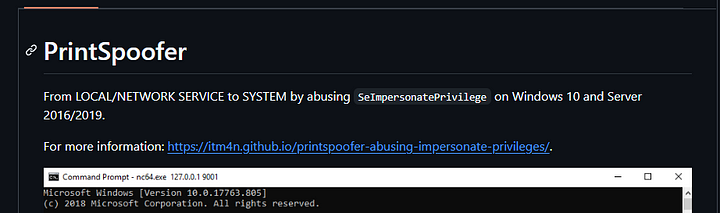 PrintSpoofer
From LOCAL/NETWORK SERVICE to SYSTEM by abusing SeImpersonatePrivilege on Windows 10 and Server
2016/2019.
For more information: https://itm4n.github.io/printspoofer-abusing-impersonate-privileges/.
Command Prompt - nc64.exe 127.0.0.1 9001
Microsoft Windows [Version 10.0.17763.805]
(c) 2018 Microsoft Corporation. All rights reserved.